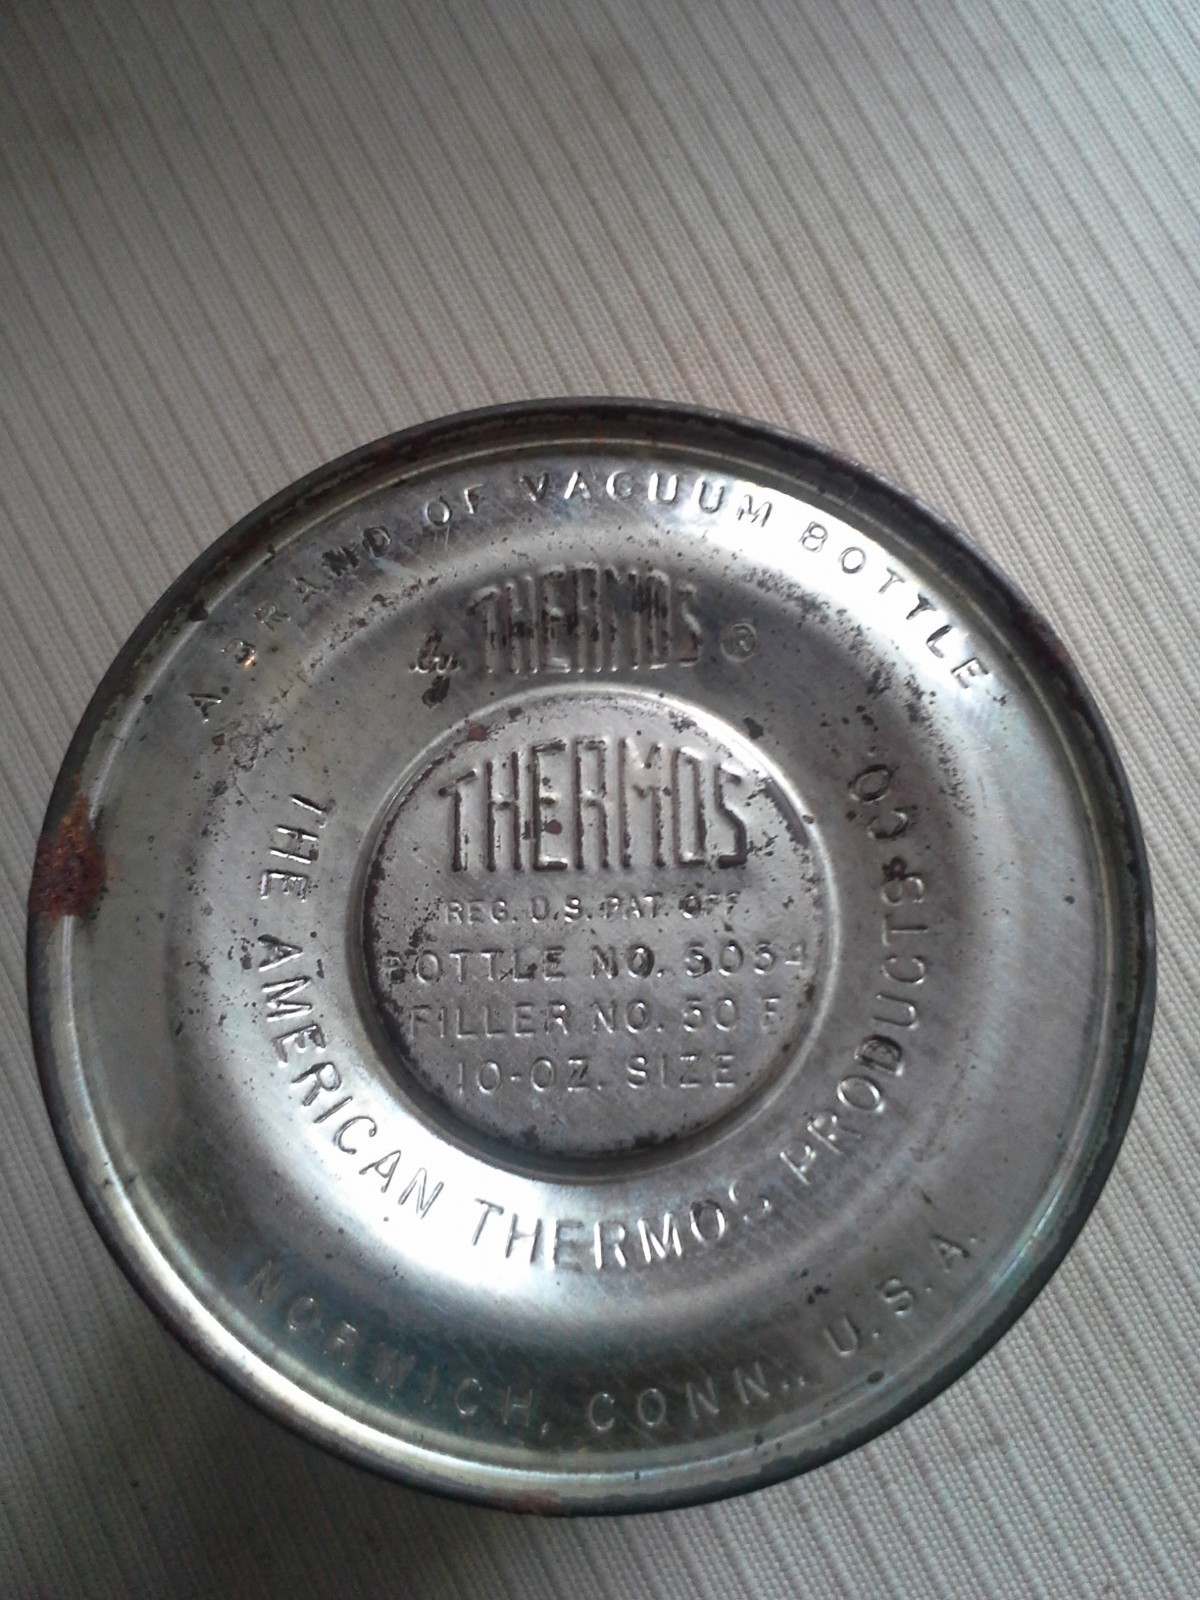 A BRAND OF VACUUM BOTTLE
by THERMOS ®
THERMOS
REG. U.S. PAT. OFF.
BOTTLE NO. 5054
FILLER NO. 50 F
10-OZ. SIZE
THE AMERICAN THERMOS PRODUCTS CO.
NORWICH, CONN., U.S.A.